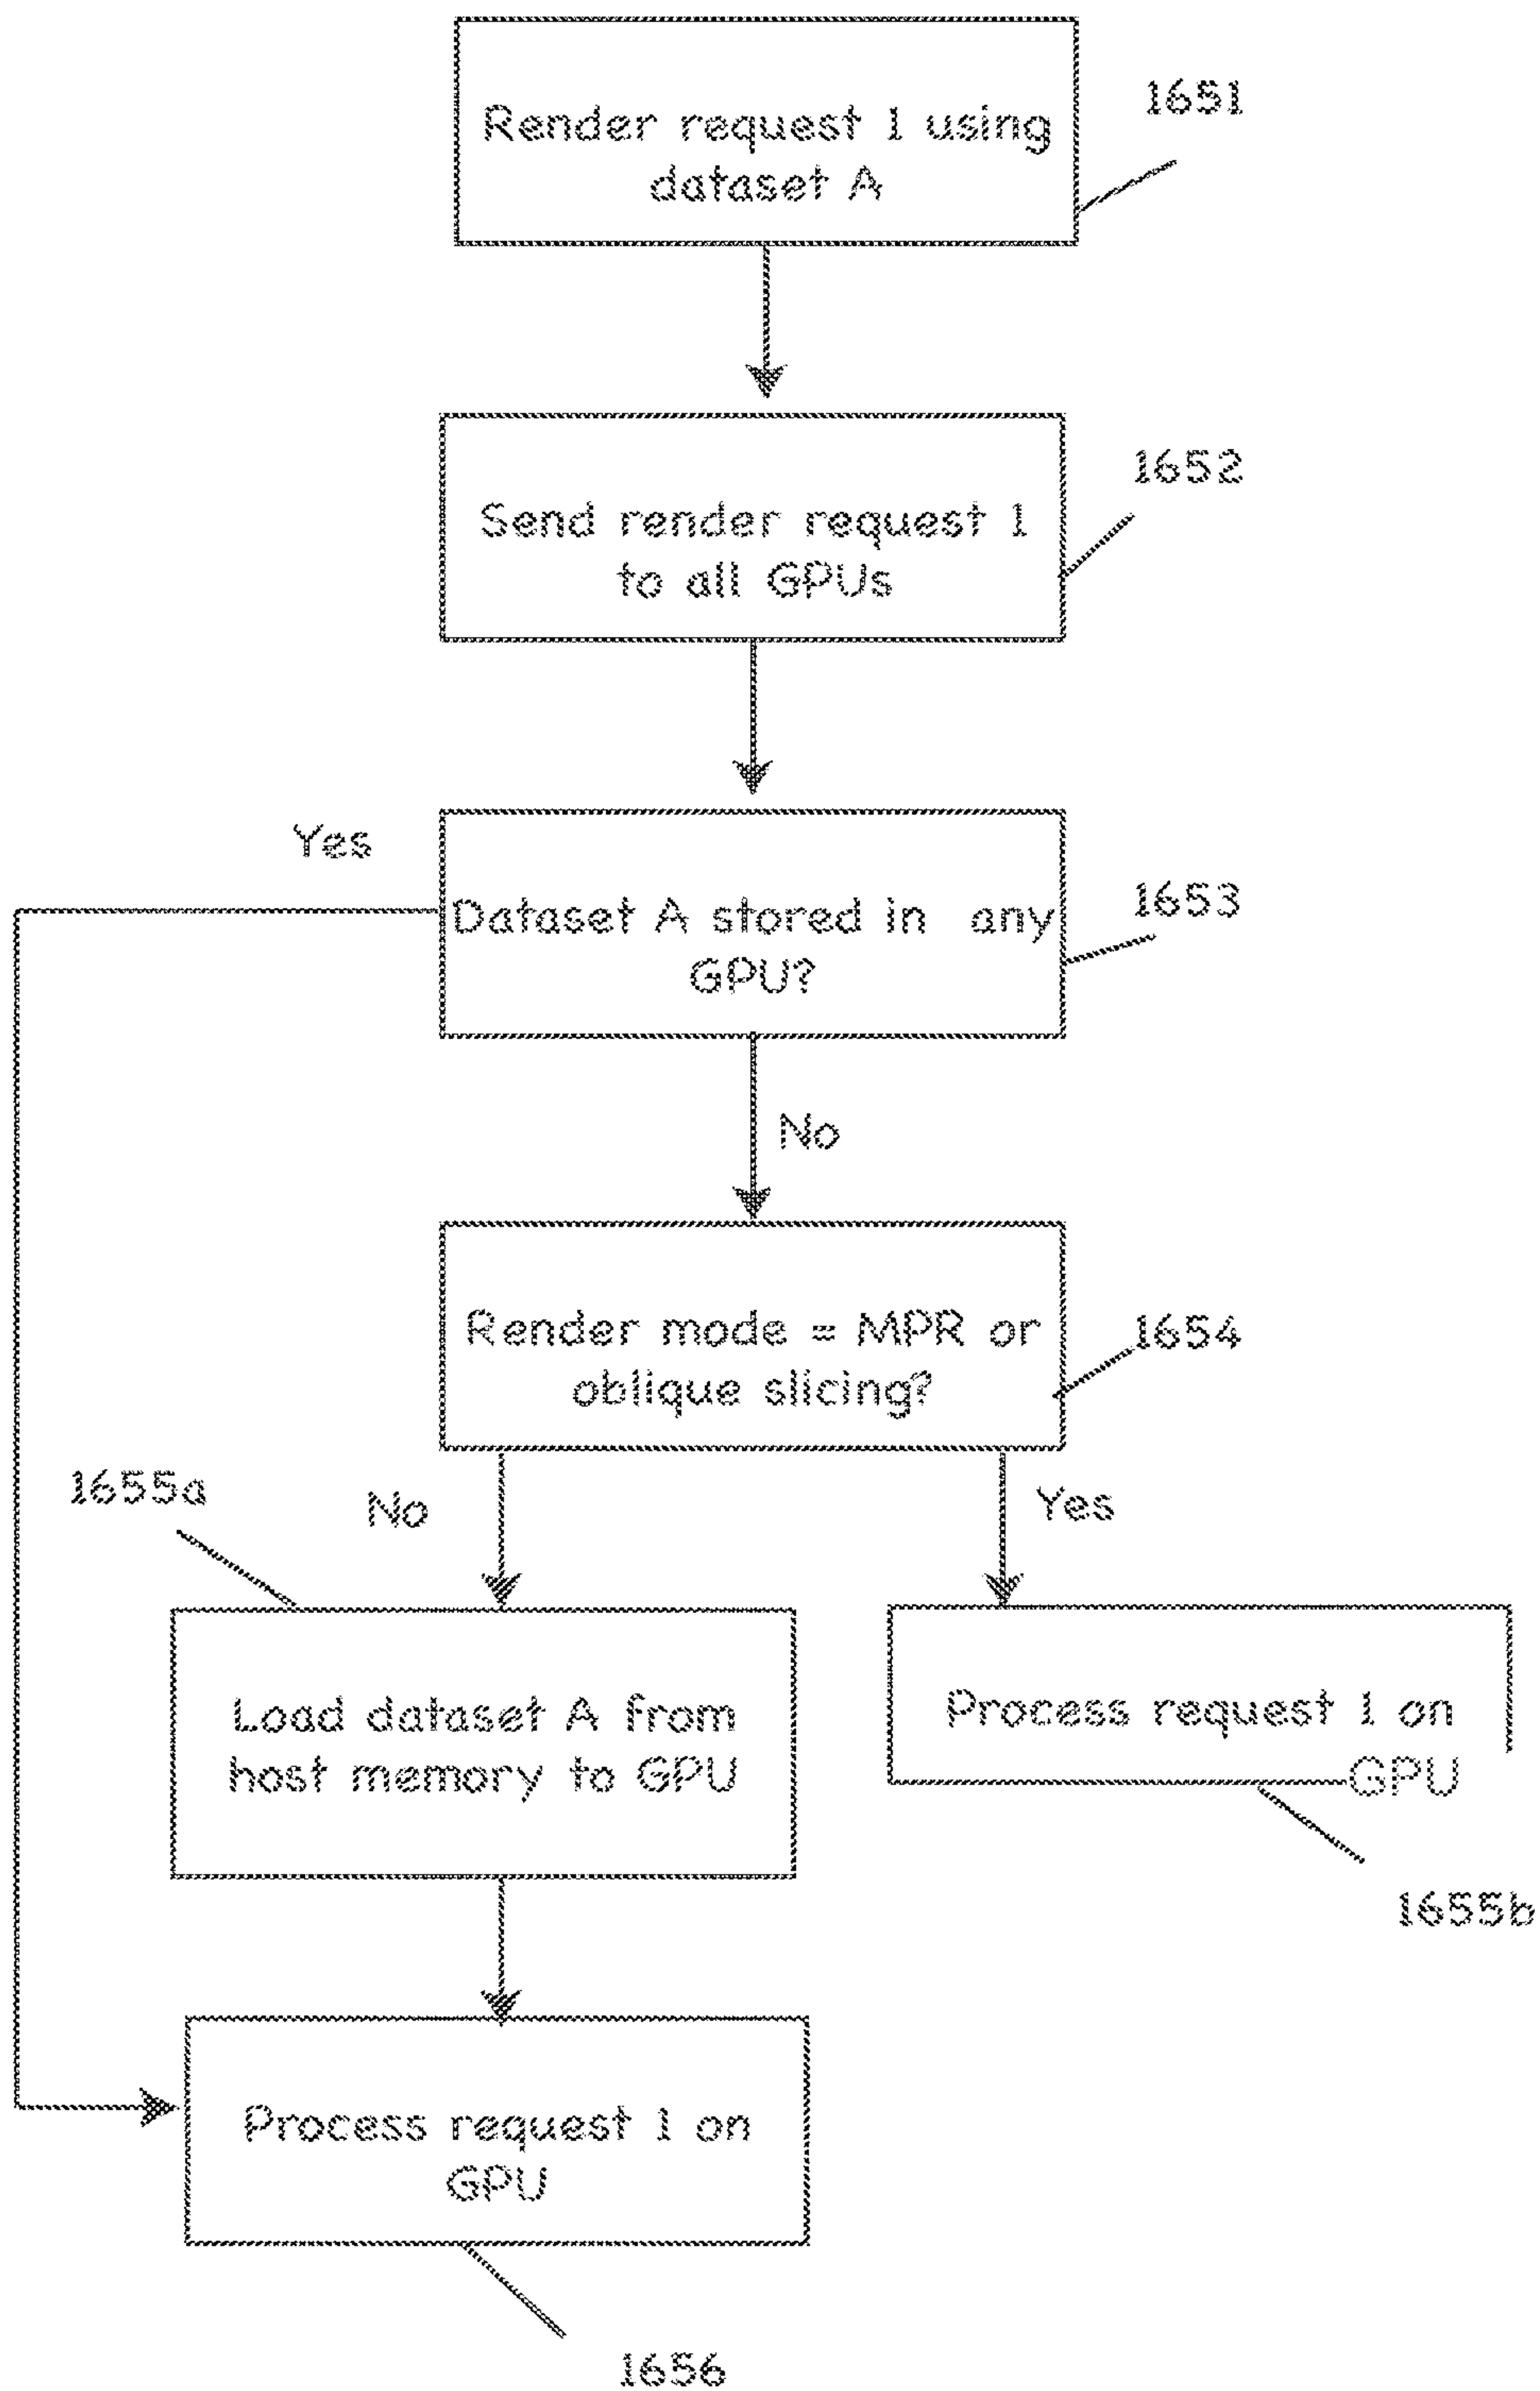 Render request 1 using
dataset A
1651
Send render request 1
to all GPUs
1652
Yes
Dataset A stored in any
GPU?
1653
No
Render mode = MPR or
oblique slicing?
1654
1655a
No
Yes
Load dataset A from
host memory to GPU
Process request 1 on
GPU
1655b
Process request 1 on
GPU
1656